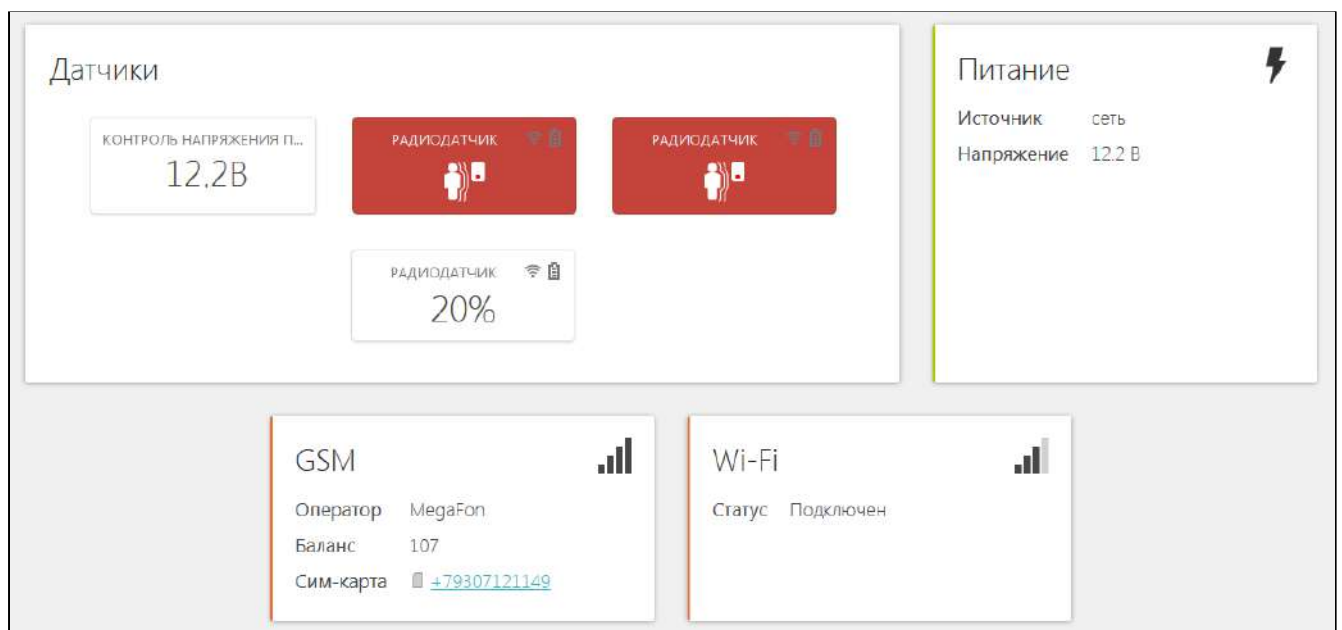 Датчики
КОНТРОЛЬ НАПРЯЖЕНИЯ П...
12,2В
РАДИОДАТЧИК
РАДИОДАТЧИК
РАДИОДАТЧИК
20%
Питание
Источник сеть
Напряжение 12.2 В
GSM
Оператор MegaFon
Баланс 107
Сим-карта +79307121149
Wi-Fi
Статус Подключен